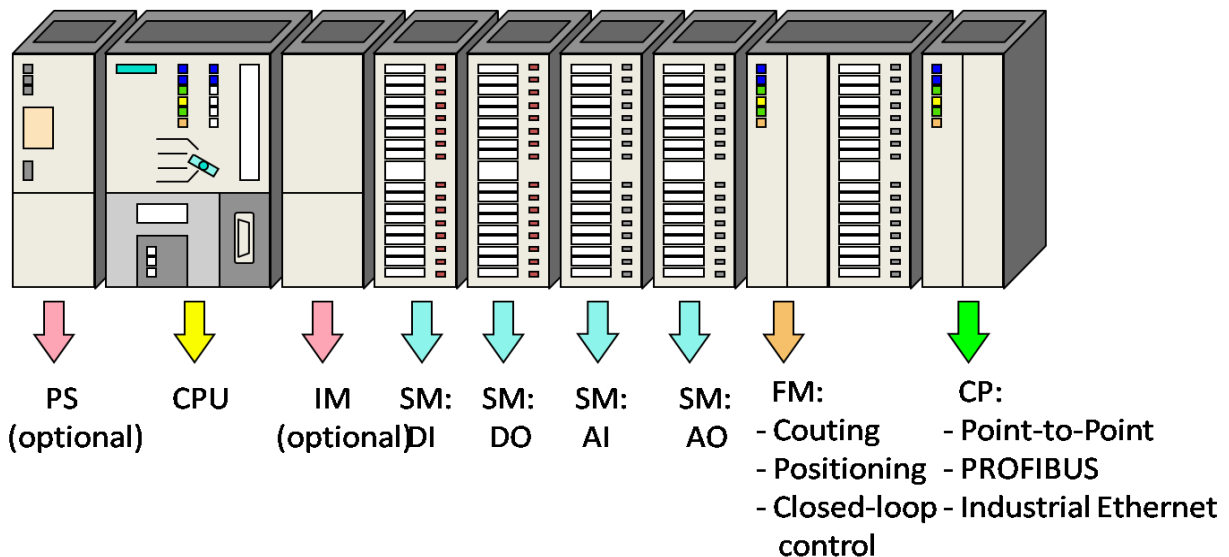 PS
(optional)
CPU
IM
(optional)
SM:
DI
SM:
DO
SM:
AI
SM:
AO
FM:
- Couting
- Positioning
- Closed-loop
control
CP:
- Point-to-Point
- PROFIBUS
- Industrial Ethernet